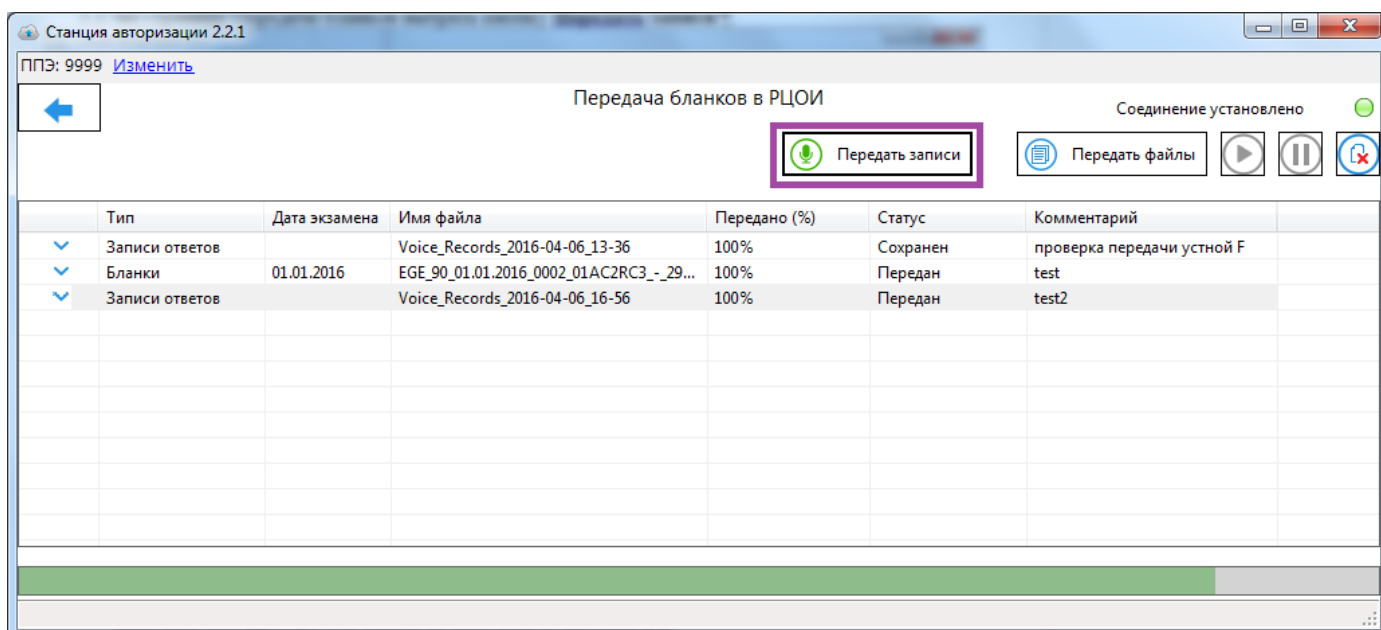 Станция авторизации 2.2.1
ППЭ: 9999 Изменить
Передача бланков в РЦОИ
Соединение установлено
Передать записи
Передать файлы
Тип Дата экзамена Имя файла Передано (%) Статус Комментарий
Записи ответов Voice_Records_2016-04-06_13-36 100% Сохранен проверка передачи устной F
Бланки 01.01.2016 EGE_90_01.01.2016_0002_01AC2RC3_-_29... 100% Передан test
Записи ответов Voice_Records_2016-04-06_16-56 100% Передан test2